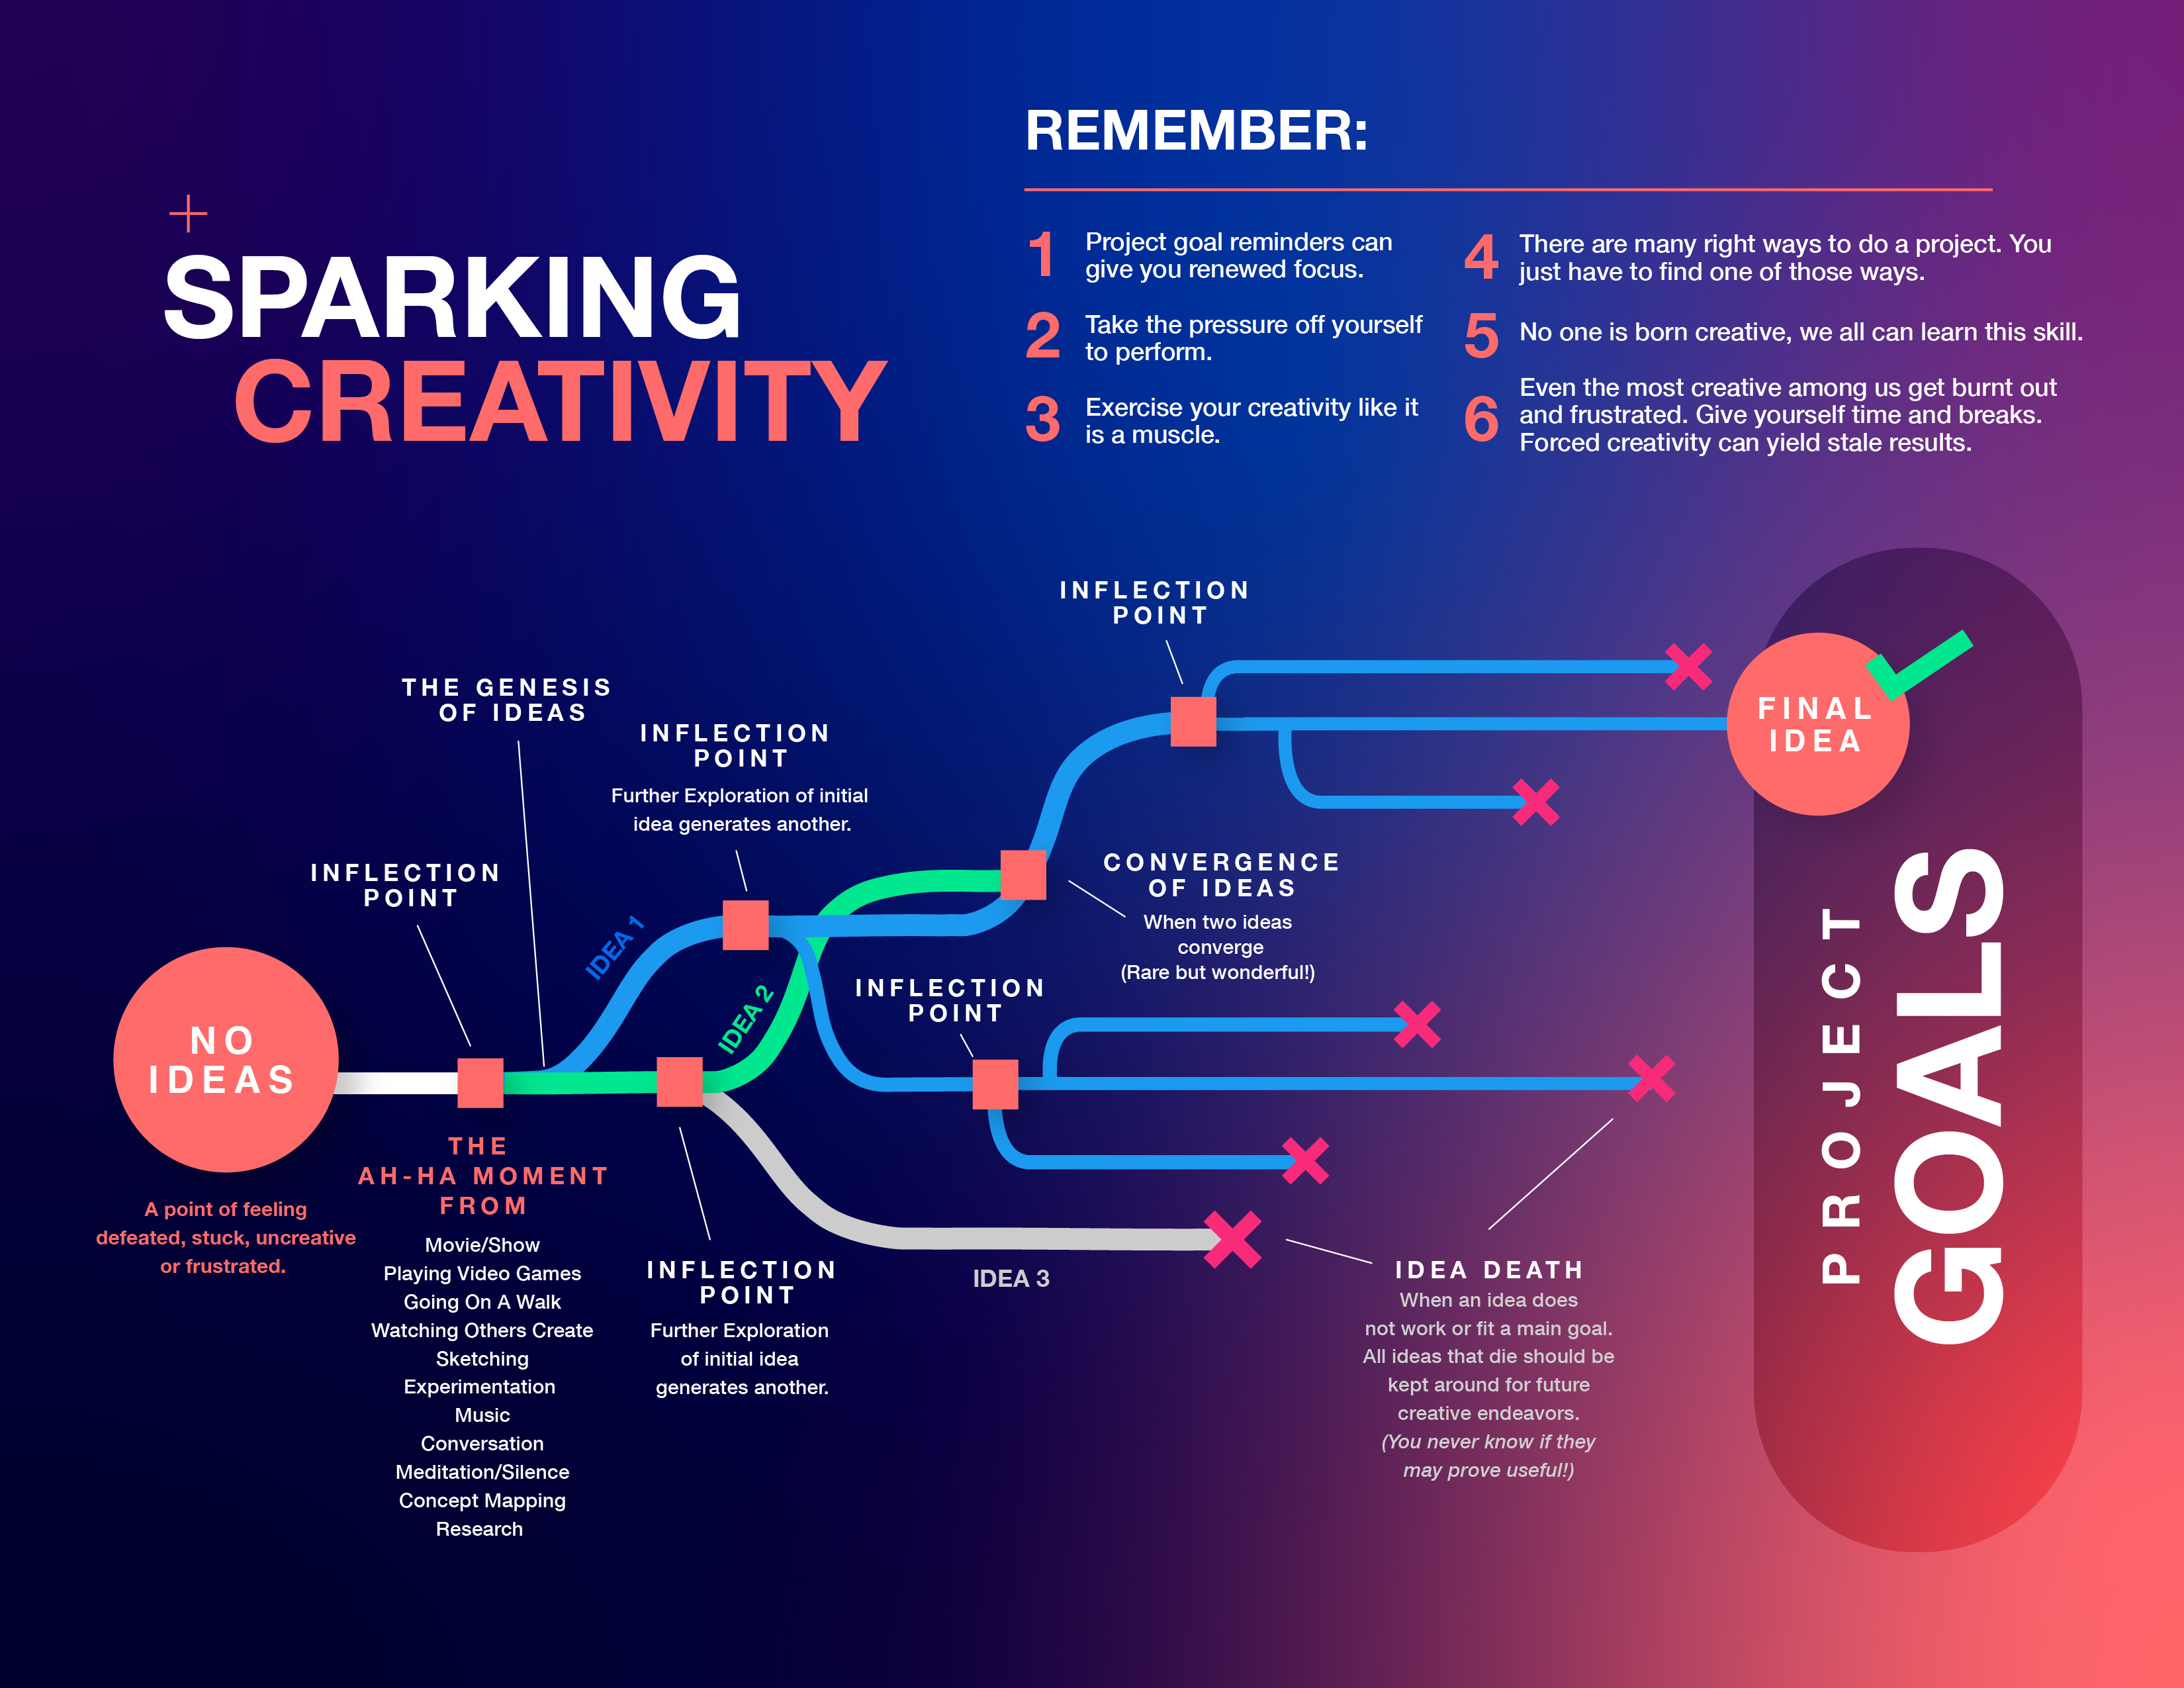 SPARKING
CREATIVITY
REMEMBER:
1 Project goal reminders can
give you renewed focus.
2 Take the pressure off yourself
to perform.
3 Exercise your creativity like it
is a muscle.
4 There are many right ways to do a project. You
just have to find one of those ways.
5 No one is born creative, we all can learn this skill.
6 Even the most creative among us get burnt out
and frustrated. Give yourself time and breaks.
Forced creativity can yield stale results.
NO
IDEAS
A point of feeling
defeated, stuck, uncreative
or frustrated.
INFLECTION
POINT
THE
AH-HA MOMENT
FROM
Movie/Show
Playing Video Games
Going On A Walk
Watching Others Create
Sketching
Experimentation
Music
Conversation
Meditation/Silence
Concept Mapping
Research
THE GENESIS
OF IDEAS
IDEA 1
INFLECTION
POINT
Further Exploration of initial
idea generates another.
IDEA 2
INFLECTION
POINT
Further Exploration
of initial idea
generates another.
INFLECTION
POINT
CONVERGENCE
OF IDEAS
When two ideas
converge
(Rare but wonderful!)
INFLECTION
POINT
IDEA 3
IDEA DEATH
When an idea does
not work or fit a main goal.
All ideas that die should be
kept around for future
creative endeavors.
(You never know if they
may prove useful!)
FINAL
IDEA
PROJECT
GOALS